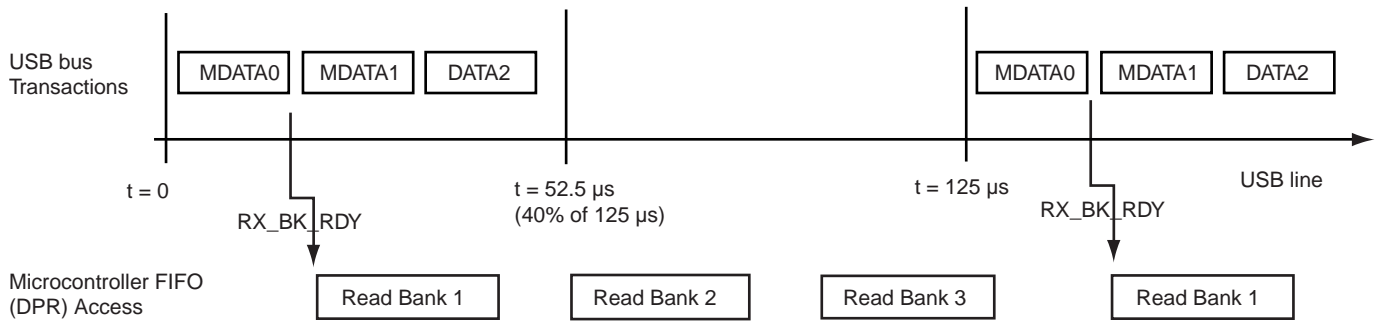 USB bus
Transactions
MDATA0 MDATA1 DATA2 MDATA0 MDATA1 DATA2
t = 0
t = 52.5 µs
(40% of 125 µs)
t = 125 µs
USB line
RX_BK_RDY
RX_BK_RDY
Microcontroller FIFO
(DPR) Access
Read Bank 1 Read Bank 2 Read Bank 3 Read Bank 1